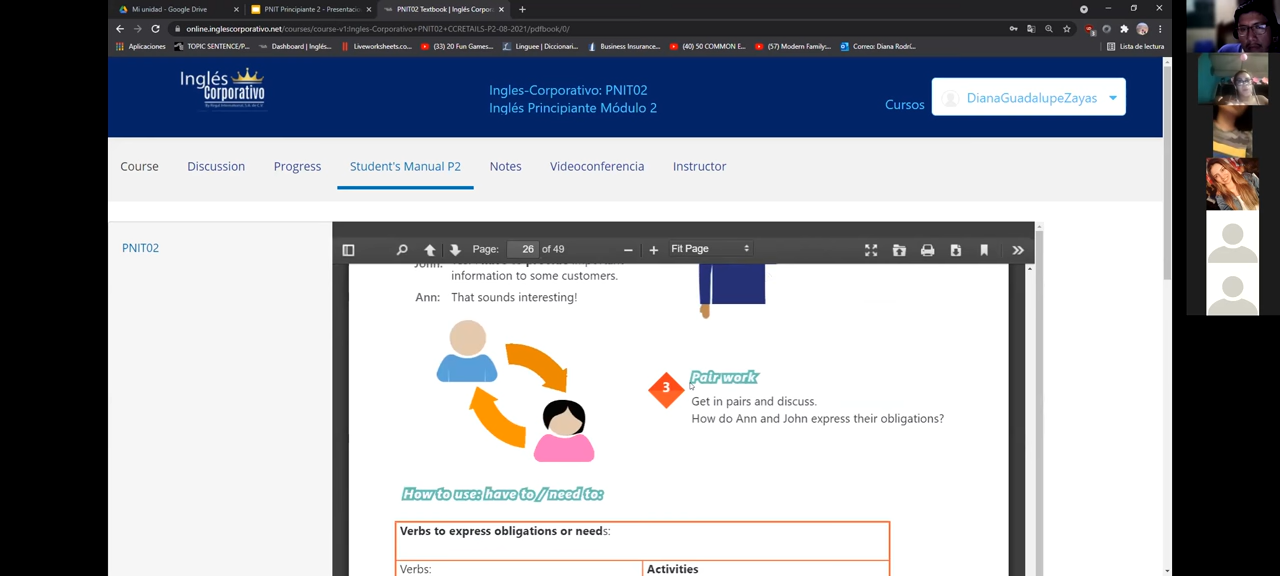 Mi unidad - Google Drive
PNIT Principiante 2 - Presentacio
PNIT02 Textbook | Inglés Corpora
online.inglescorporativo.net/courses/course-v1:Ingles-Corporativo+PNIT02+CCRETAILS-P2-08-2021/pdfbook/0/
Aplicaciones
TOPIC SENTENCE/P...
Dashboard | Inglés...
Liveworksheets.co...
(33) 20 Fun Games...
Linguee | Diccionari...
Business Insurance...
(40) 50 COMMON E...
(57) Modern Family:...
Correo: Diana Rodrí...
Lista de lectura
Inglés
Corporativo
Ingles-Corporativo: PNIT02
Inglés Principiante Módulo 2
Cursos
DianaGuadalupeZayas
Course
Discussion
Progress
Student's Manual P2
Notes
Videoconferencia
Instructor
PNIT02
Page: 26 of 49
Fit Page
information to some customers.
Ann: That sounds interesting!
3
Pair work
Get in pairs and discuss.
How do Ann and John express their obligations?
How to use: have to / need to:
Verbs to express obligations or needs:
Verbs:
Activities